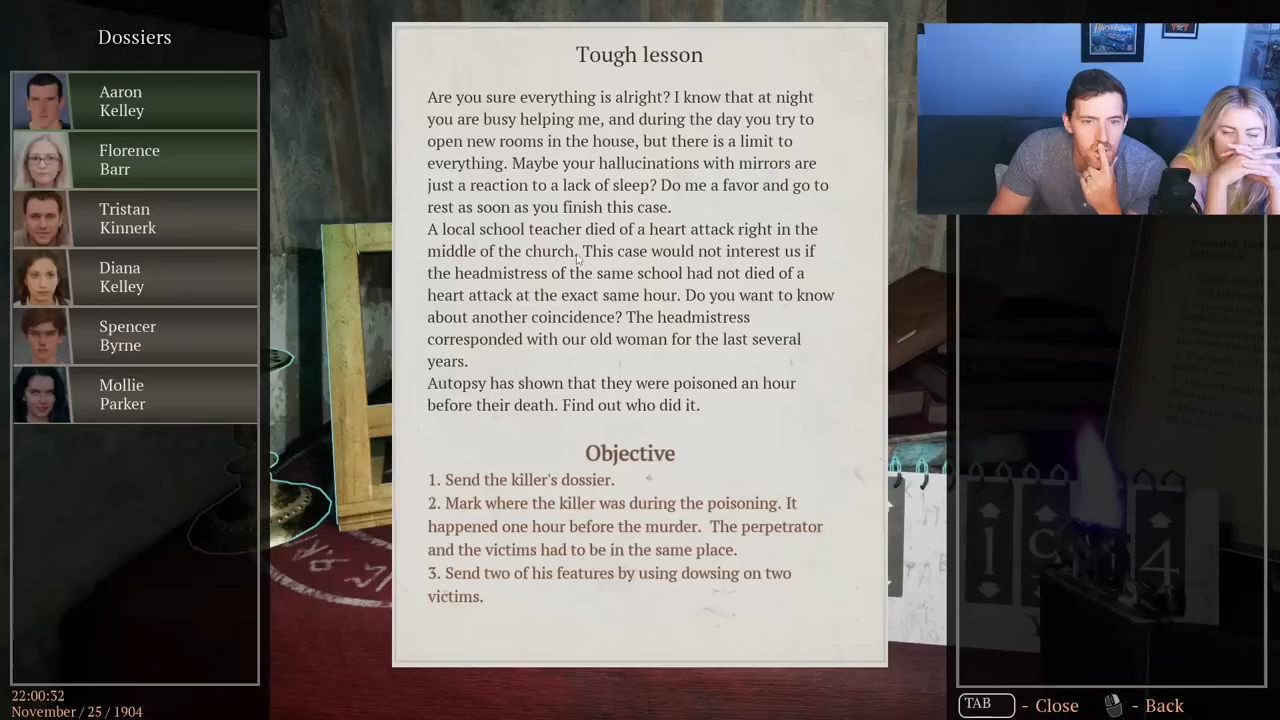 Dossiers
Aaron
Kelley
Florence
Barr
Tristan
Kinnerk
Diana
Kelley
Spencer
Byrne
Mollie
Parker
22:00:32
November / 25 / 1904
Tough lesson
Are you sure everything is alright? I know that at night
you are busy helping me, and during the day you try to
open new rooms in the house, but there is a limit to
everything. Maybe your hallucinations with mirrors are
just a reaction to a lack of sleep? Do me a favor and go to
rest as soon as you finish this case.
A local school teacher died of a heart attack right in the
middle of the church. This case would not interest us if
the headmistress of the same school had not died of a
heart attack at the exact same hour. Do you want to know
about another coincidence? The headmistress
corresponded with our old woman for the last several
years.
Autopsy has shown that they were poisoned an hour
before their death. Find out who did it.
Objective
1. Send the killer's dossier.
2. Mark where the killer was during the poisoning. It
happened one hour before the murder. The perpetrator
and the victims had to be in the same place.
3. Send two of his features by using dowsing on two
victims.
4
TAB - Close - Back